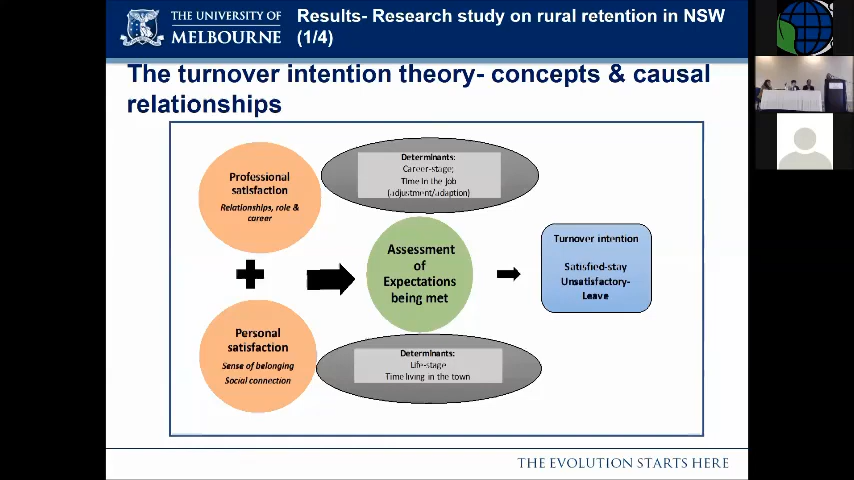 THE UNIVERSITY OF
MELBOURNE
Results- Research study on rural retention in NSW
(1/4)
The turnover intention theory- concepts & causal
relationships
Professional
satisfaction
Relationships, role &
career
Determinants:
Career-stage;
Time in the Job
(adjustment/adaption)
Assessment
of
Expectations
being met
Turnover intention
Satisfied-stay
Unsatisfactory-
Leave
Personal
satisfaction
Sense of belonging
Social connection
Determinants:
Life-stage
Time living in the town
THE EVOLUTION STARTS HERE